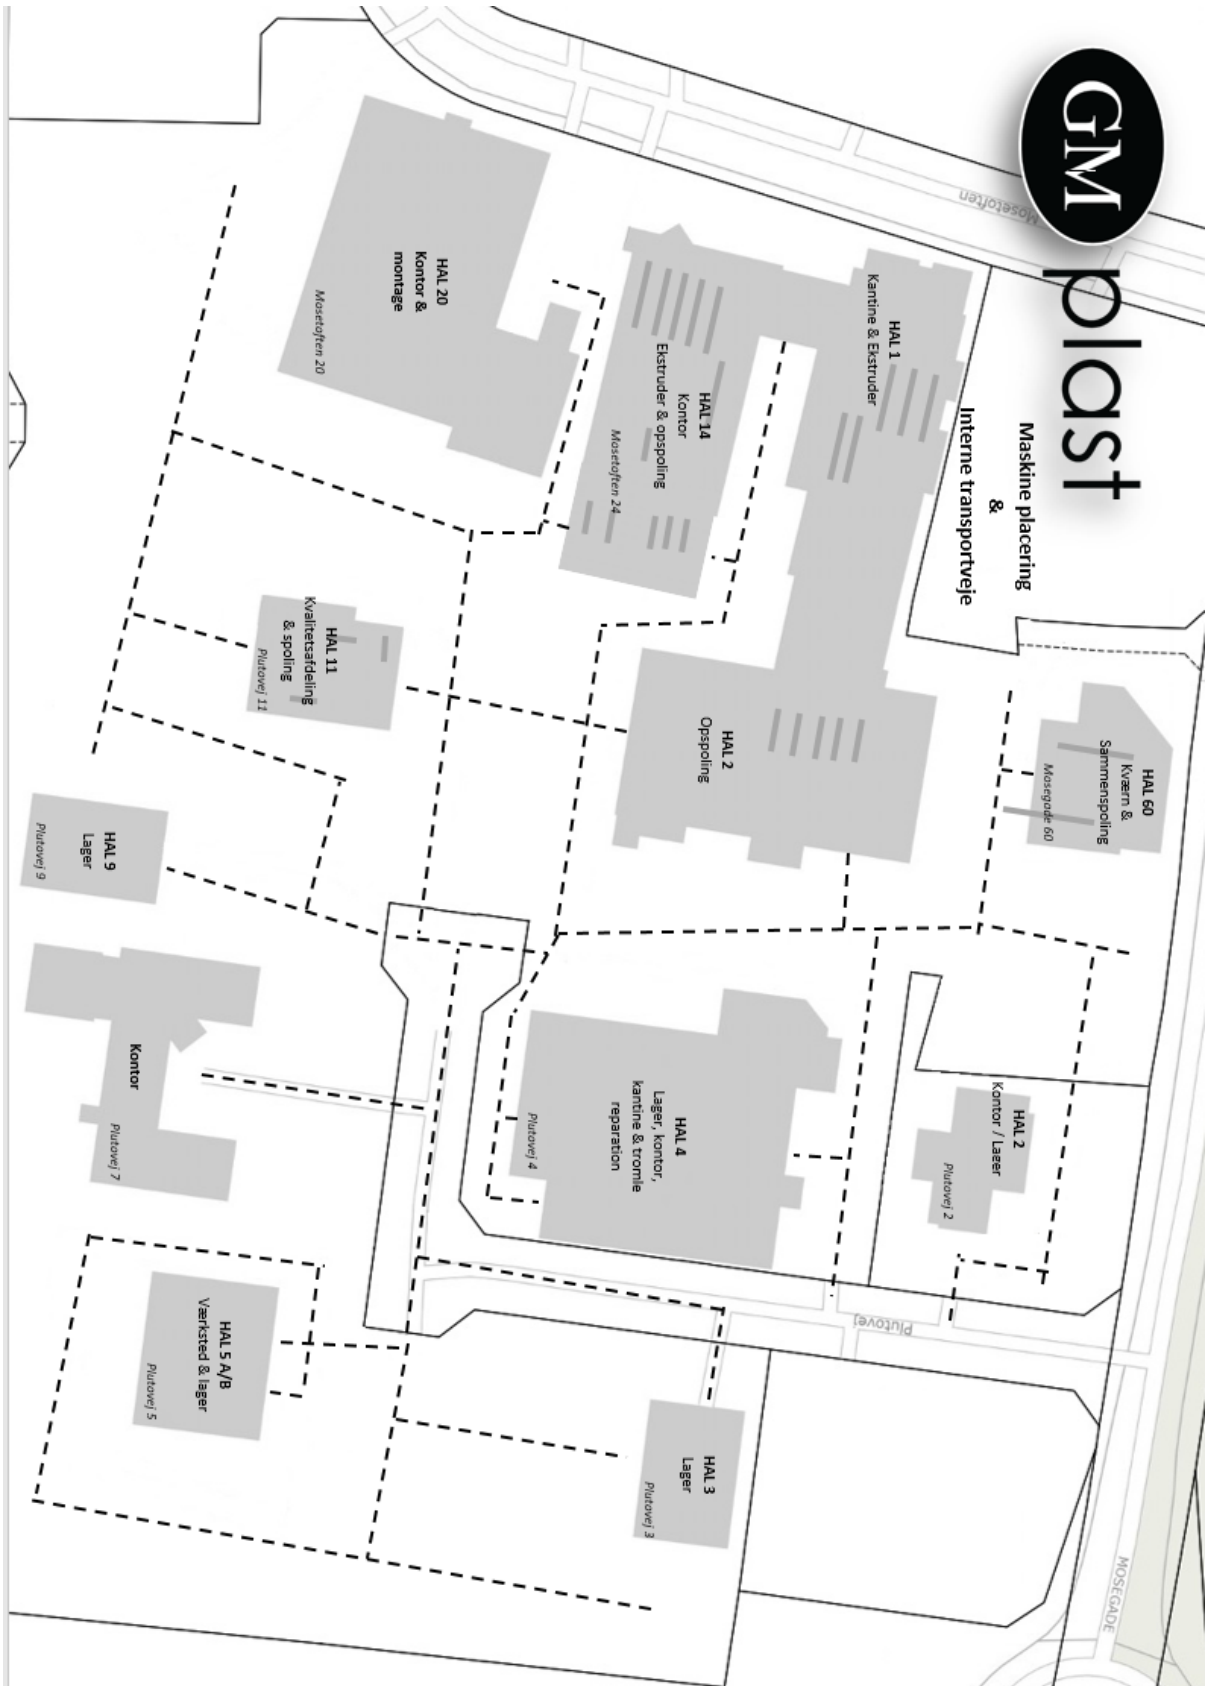 GM plast
Maskine placering
&
Interne transportveje
Mosetoften
HAL 1
Kantine & Ekstruder
HAL 14
Kontor
Ekstruder & opspoling
Mosetoften 24
HAL 20
Kontor &
montage
Mosetoften 20
HAL 60
Kværn &
Sammenspoling
Mosegade 60
HAL 2
Opspoling
HAL 11
Kvalitetsafdeling
& spoling
Plutovej 11
HAL 9
Lager
Plutovej 9
HAL 2
Kontor / Lager
Plutovej 2
HAL 4
Lager, kontor,
kantine & tromle
reparation
Plutovej 4
Kontor
Plutovej 7
Plutovej
HAL 5 A/B
Værksted & lager
Plutovej 5
HAL 3
Lager
Plutovej 3
MOSEGADE